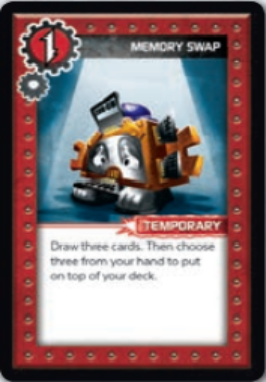 1
MEMORY SWAP
TEMPORARY
Draw three cards. Then choose
three from your hand to put
on top of your deck.